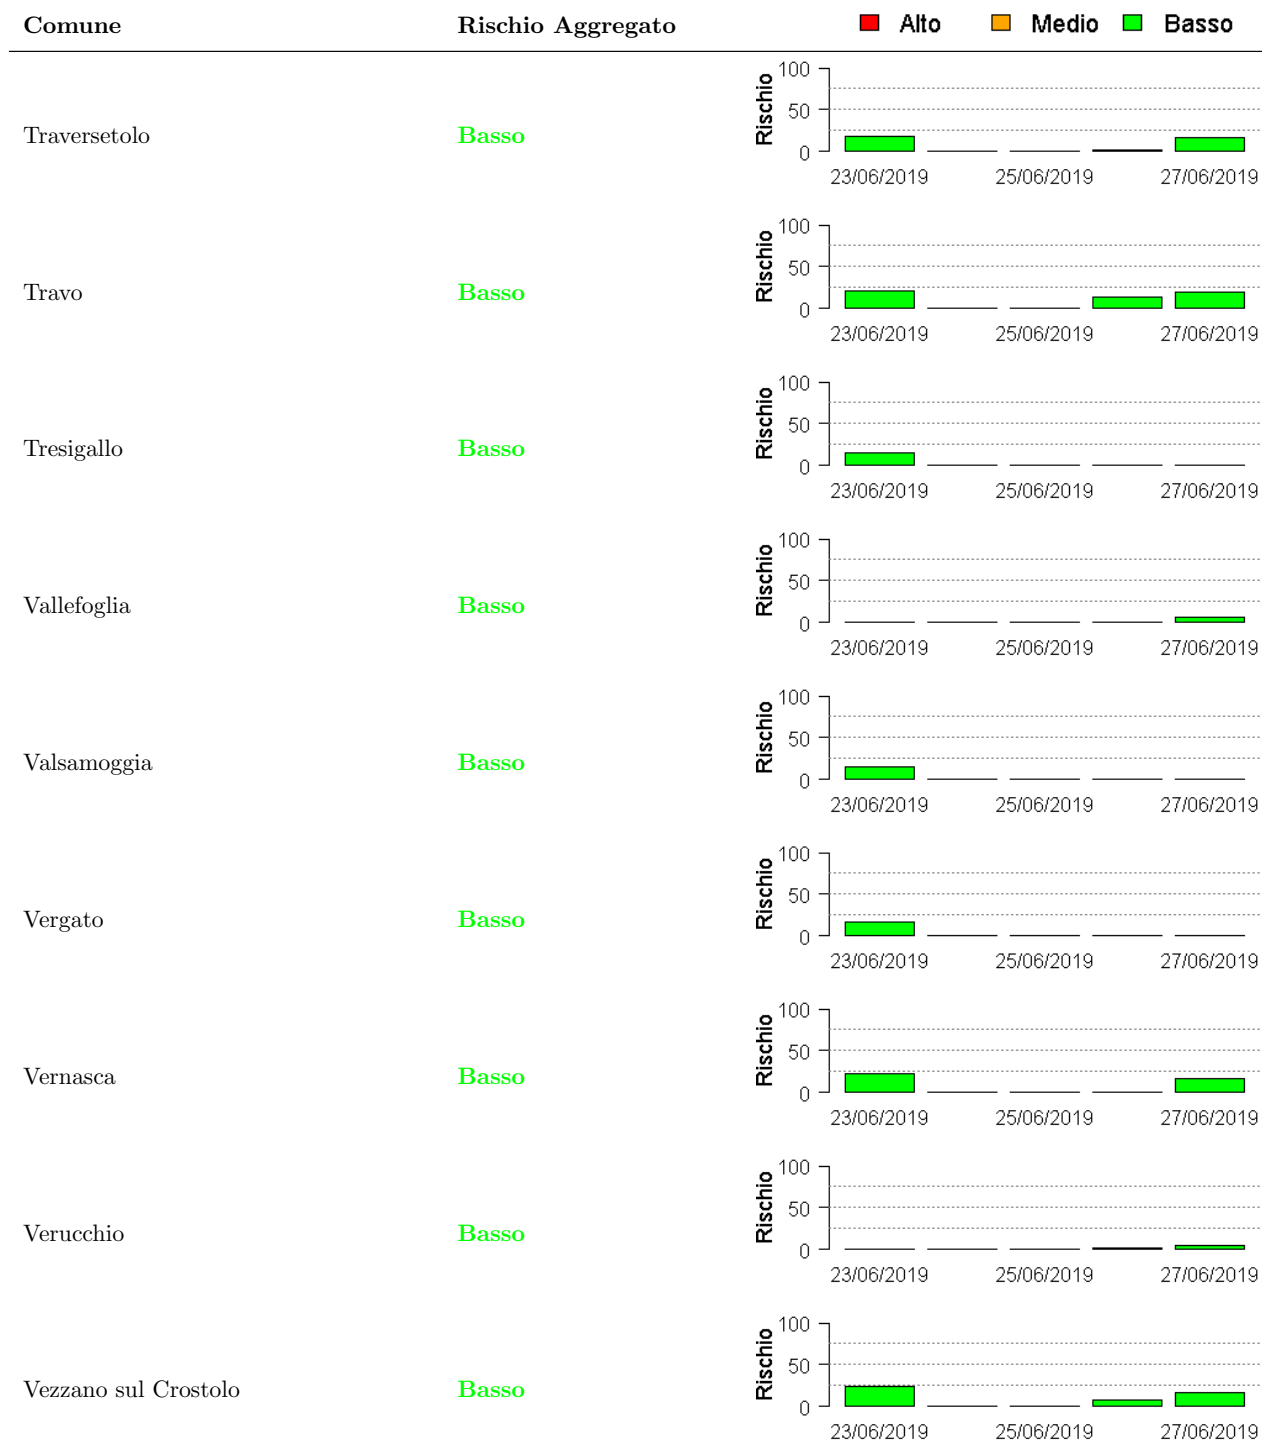 Comune Rischio Aggregato Alto Medio Basso
Traversetolo Basso
Rischio
100
50
0
23/06/2019 25/06/2019 27/06/2019
Travo Basso
Rischio
100
50
0
23/06/2019 25/06/2019 27/06/2019
Tresigallo Basso
Rischio
100
50
0
23/06/2019 25/06/2019 27/06/2019
Vallefoglia Basso
Rischio
100
50
0
23/06/2019 25/06/2019 27/06/2019
Valsamoggia Basso
Rischio
100
50
0
23/06/2019 25/06/2019 27/06/2019
Vergato Basso
Rischio
100
50
0
23/06/2019 25/06/2019 27/06/2019
Vernasca Basso
Rischio
100
50
0
23/06/2019 25/06/2019 27/06/2019
Verucchio Basso
Rischio
100
50
0
23/06/2019 25/06/2019 27/06/2019
Vezzano sul Crostolo Basso
Rischio
100
50
0
23/06/2019 25/06/2019 27/06/2019